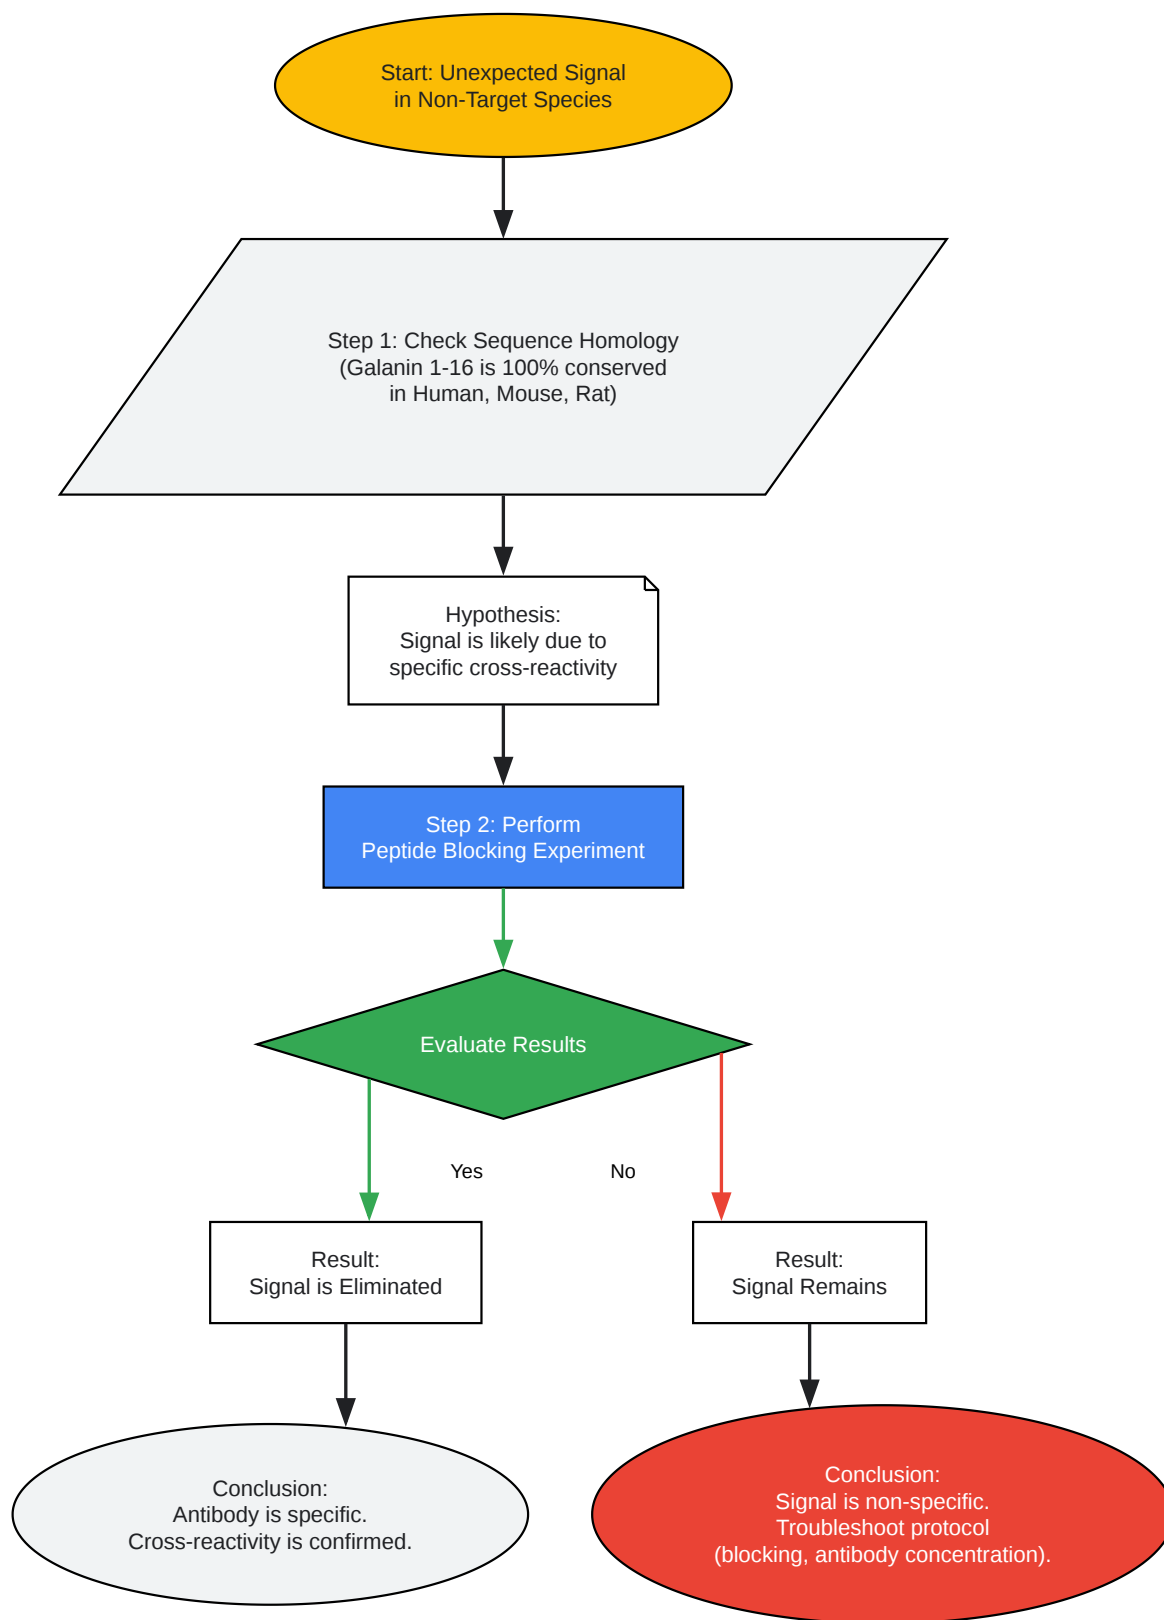 Start: Unexpected Signal
in Non-Target Species
Step 1: Check Sequence Homology
(Galanin 1-16 is 100% conserved
in Human, Mouse, Rat)
Hypothesis:
Signal is likely due to
specific cross-reactivity
Step 2: Perform
Peptide Blocking Experiment
Evaluate Results
Yes
No
Result:
Signal is Eliminated
Result:
Signal Remains
Conclusion:
Antibody is specific.
Cross-reactivity is confirmed.
Conclusion:
Signal is non-specific.
Troubleshoot protocol
(blocking, antibody concentration).